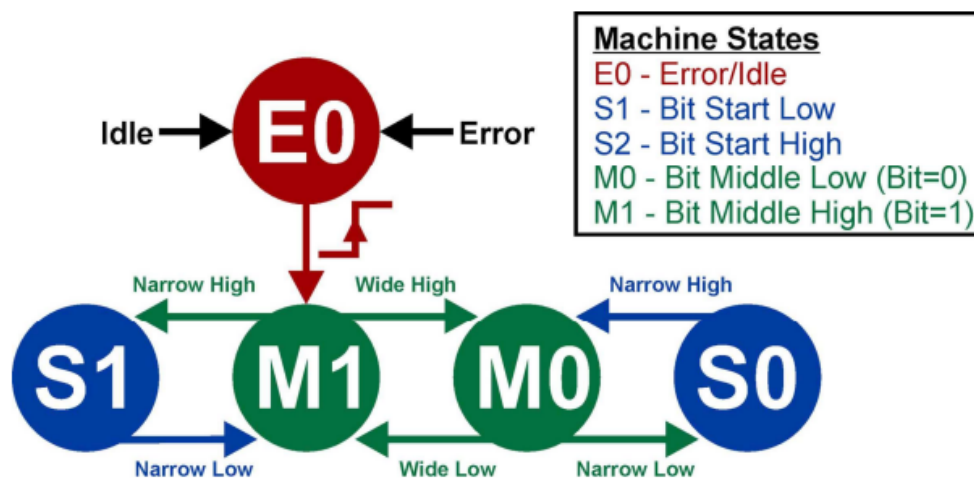 Machine States
E0 - Error/Idle
S1 - Bit Start Low
S2 - Bit Start High
M0 - Bit Middle Low (Bit=0)
M1 - Bit Middle High (Bit=1)
Idle
E0
Error
Narrow High
Wide High
Narrow High
S1
M1
M0
S0
Narrow Low
Wide Low
Narrow Low